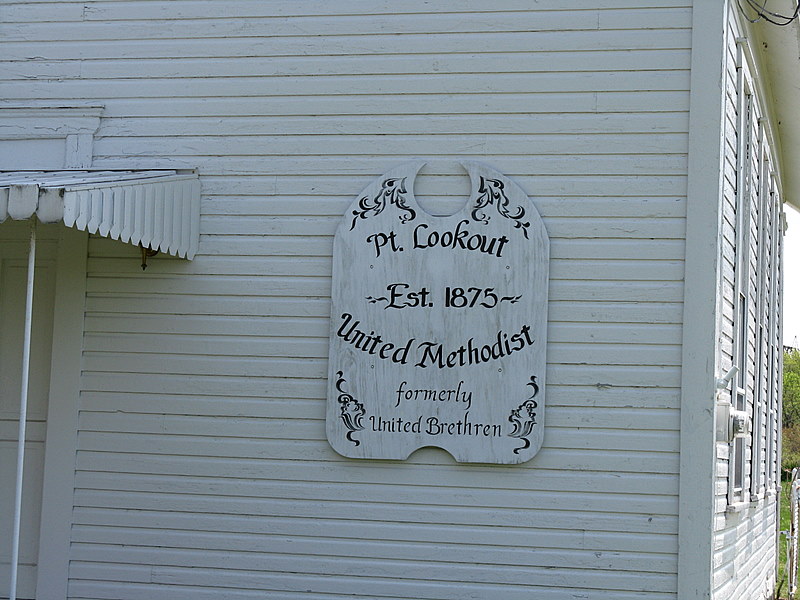 Pt. Lookout
~Est. 1875~
United Methodist
formerly
United Brethren